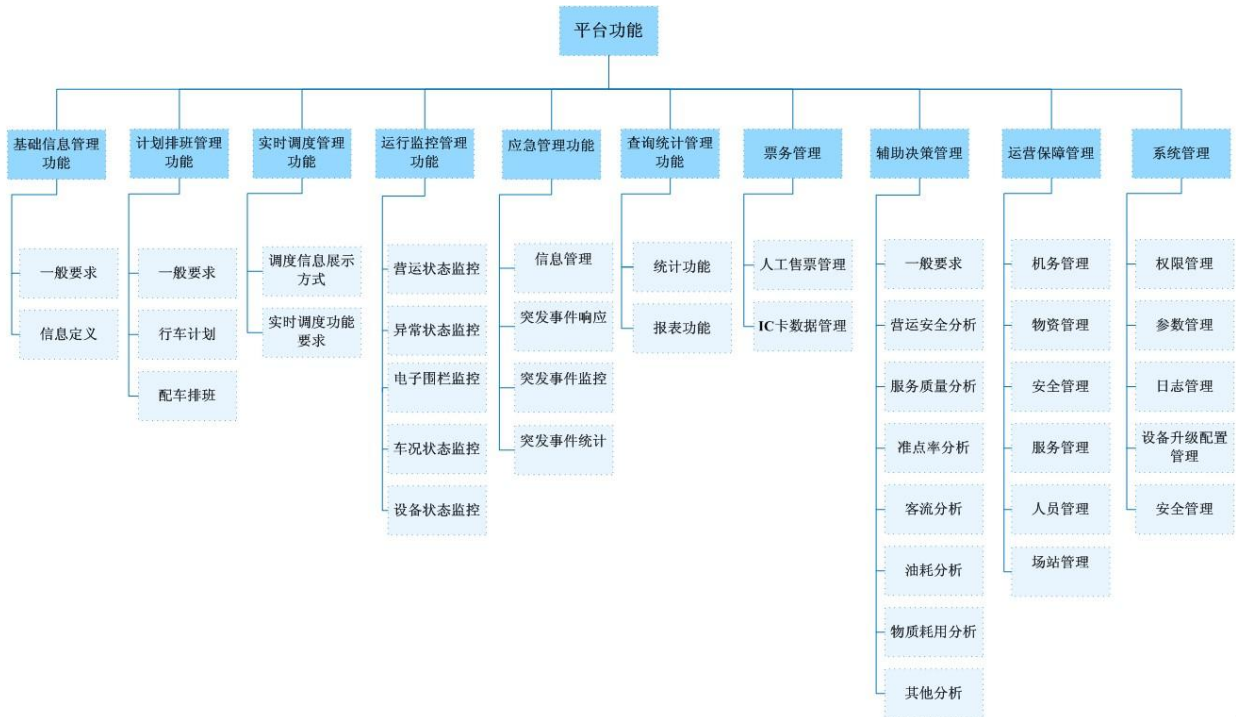 平台功能
基础信息管理
功能
一般要求
信息定义
计划排班管理
功能
一般要求
行车计划
配车排班
实时调度管理
功能
调度信息展示
方式
实时调度功能
要求
运行监控管理
功能
营运状态监控
异常状态监控
电子围栏监控
车况状态监控
设备状态监控
应急管理功能
信息管理
突发事件响应
突发事件监控
突发事件统计
查询统计管理
功能
统计功能
报表功能
票务管理
人工售票管理
IC卡数据管理
辅助决策管理
一般要求
营运安全分析
服务质量分析
准点率分析
客流分析
油耗分析
物质耗用分析
其他分析
运营保障管理
机务管理
物资管理
安全管理
服务管理
人员管理
场站管理
系统管理
权限管理
参数管理
日志管理
设备升级配置
管理
安全管理